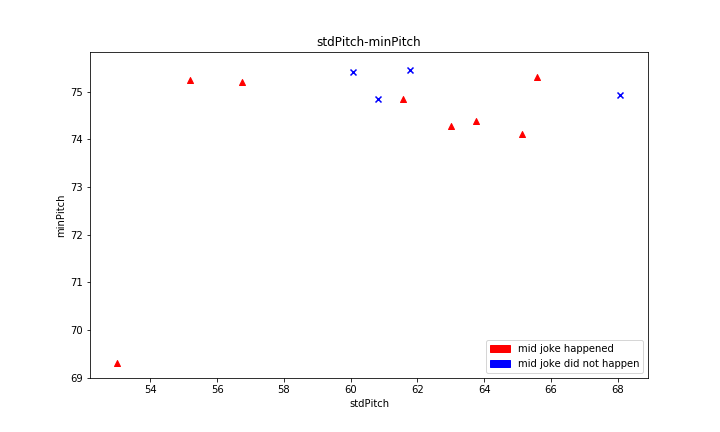 stdPitch-minPitch
minPitch
75
74
73
72
71
70
69
54 56 58 60 62 64 66 68
stdPitch
mid joke happened
mid joke did not happen